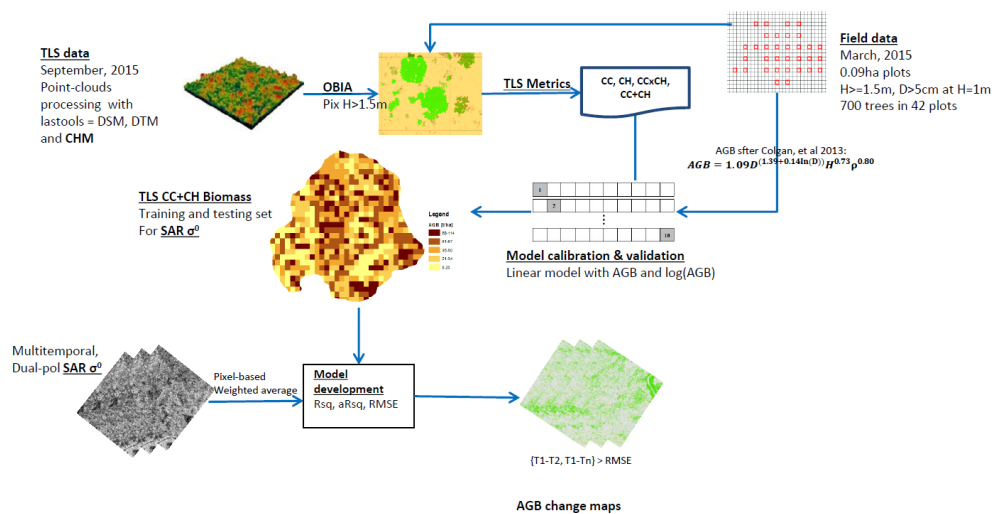 TLS data
September, 2015
Point-clouds
processing with
lastools = DSM, DTM
and CHM
OBIA
Pix H>1.5m
TLS Metrics
CC, CH, CCxCH,
CC+CH
Field data
March, 2015
0.09ha plots
H>=1.5m, D>5cm at H=1m
700 trees in 42 plots
AGB sfter Colgan, et al 2013:
AGB = 1.09D^(1.39+0.14ln(D)) H^0.73 ρ^0.80
TLS CC+CH Biomass
Training and testing set
For SAR σ⁰
Legend
1
2
10
Model calibration & validation
Linear model with AGB and log(AGB)
Multitemporal,
Dual-pol SAR σ⁰
Pixel-based
Weighted average
Model
development
Rsq, aRsq, RMSE
{T1-T2, T1-Tn} > RMSE
AGB change maps